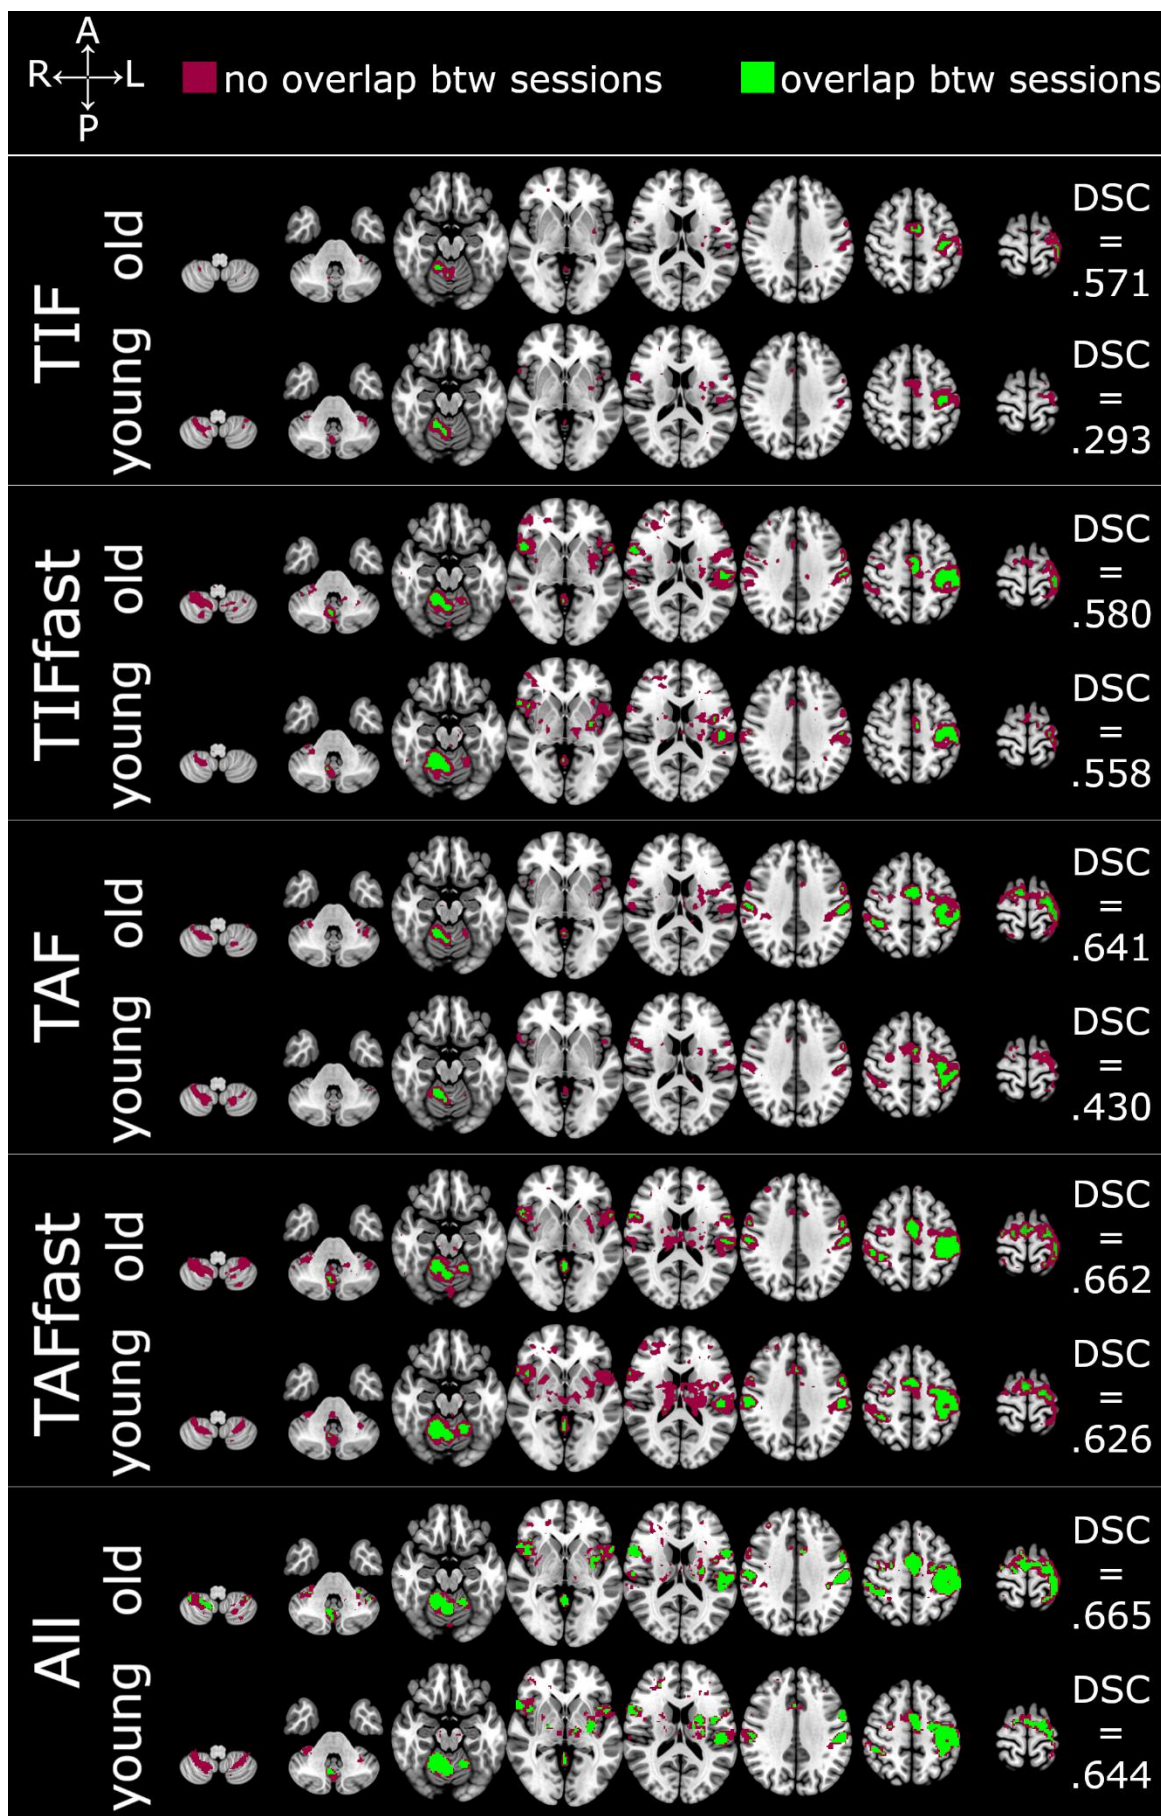 A
R L
P
no overlap btw sessions
overlap btw sessions
TIF
old
DSC
=
.571
young
DSC
=
.293
TIFfast
old
DSC
=
.580
young
DSC
=
.558
TAF
old
DSC
=
.641
young
DSC
=
.430
TAFfast
old
DSC
=
.662
young
DSC
=
.626
All
old
DSC
=
.665
young
DSC
=
.644